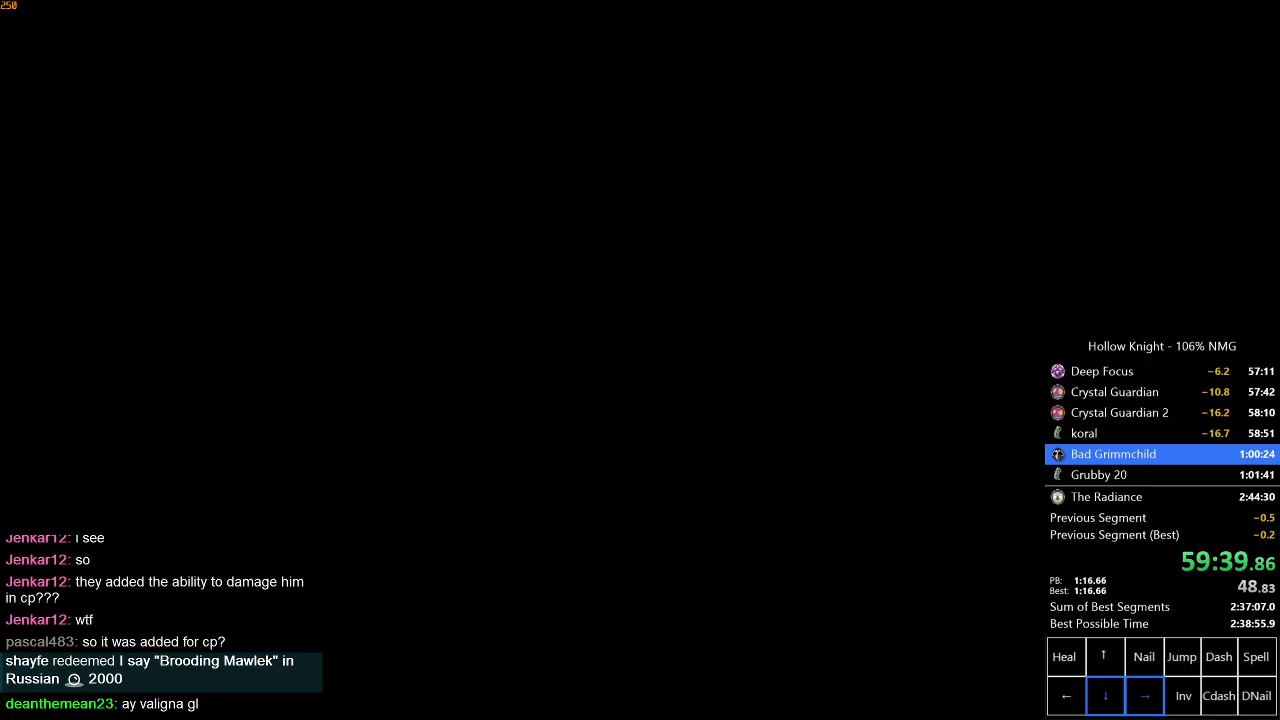 250
Jenkar12: I see
Jenkar12: so
Jenkar12: they added the ability to damage him
in cp???
Jenkar12: wtf
pascal483: so it was added for cp?
shayfe redeemed I say "Brooding Mawlek" in
Russian 2000
deanthemean23: ay valigna gl
Hollow Knight - 106% NMG
Deep Focus −6.2 57:11
Crystal Guardian −10.8 57:42
Crystal Guardian 2 −16.2 58:10
koral −16.7 58:51
Bad Grimmchild 1:00:24
Grubby 20 1:01:41
The Radiance 2:44:30
Previous Segment −0.5
Previous Segment (Best) −0.2
59:39.86
PB: 1:16.66
Best: 1:16.66
48.83
Sum of Best Segments 2:37:07.0
Best Possible Time 2:38:55.9
Heal ↑ Nail Jump Dash Spell
← ↓ → Inv Cdash DNail